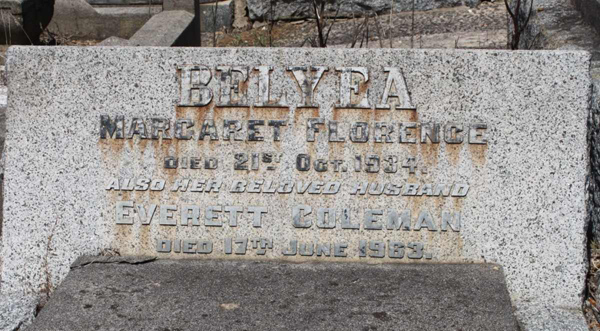 BELYEA
MARGARET FLORENCE
DIED 21ST OCT. 1934.
ALSO HER BELOVED HUSBAND
EVERETT COLEMAN
DIED 17TH JUNE 1963.